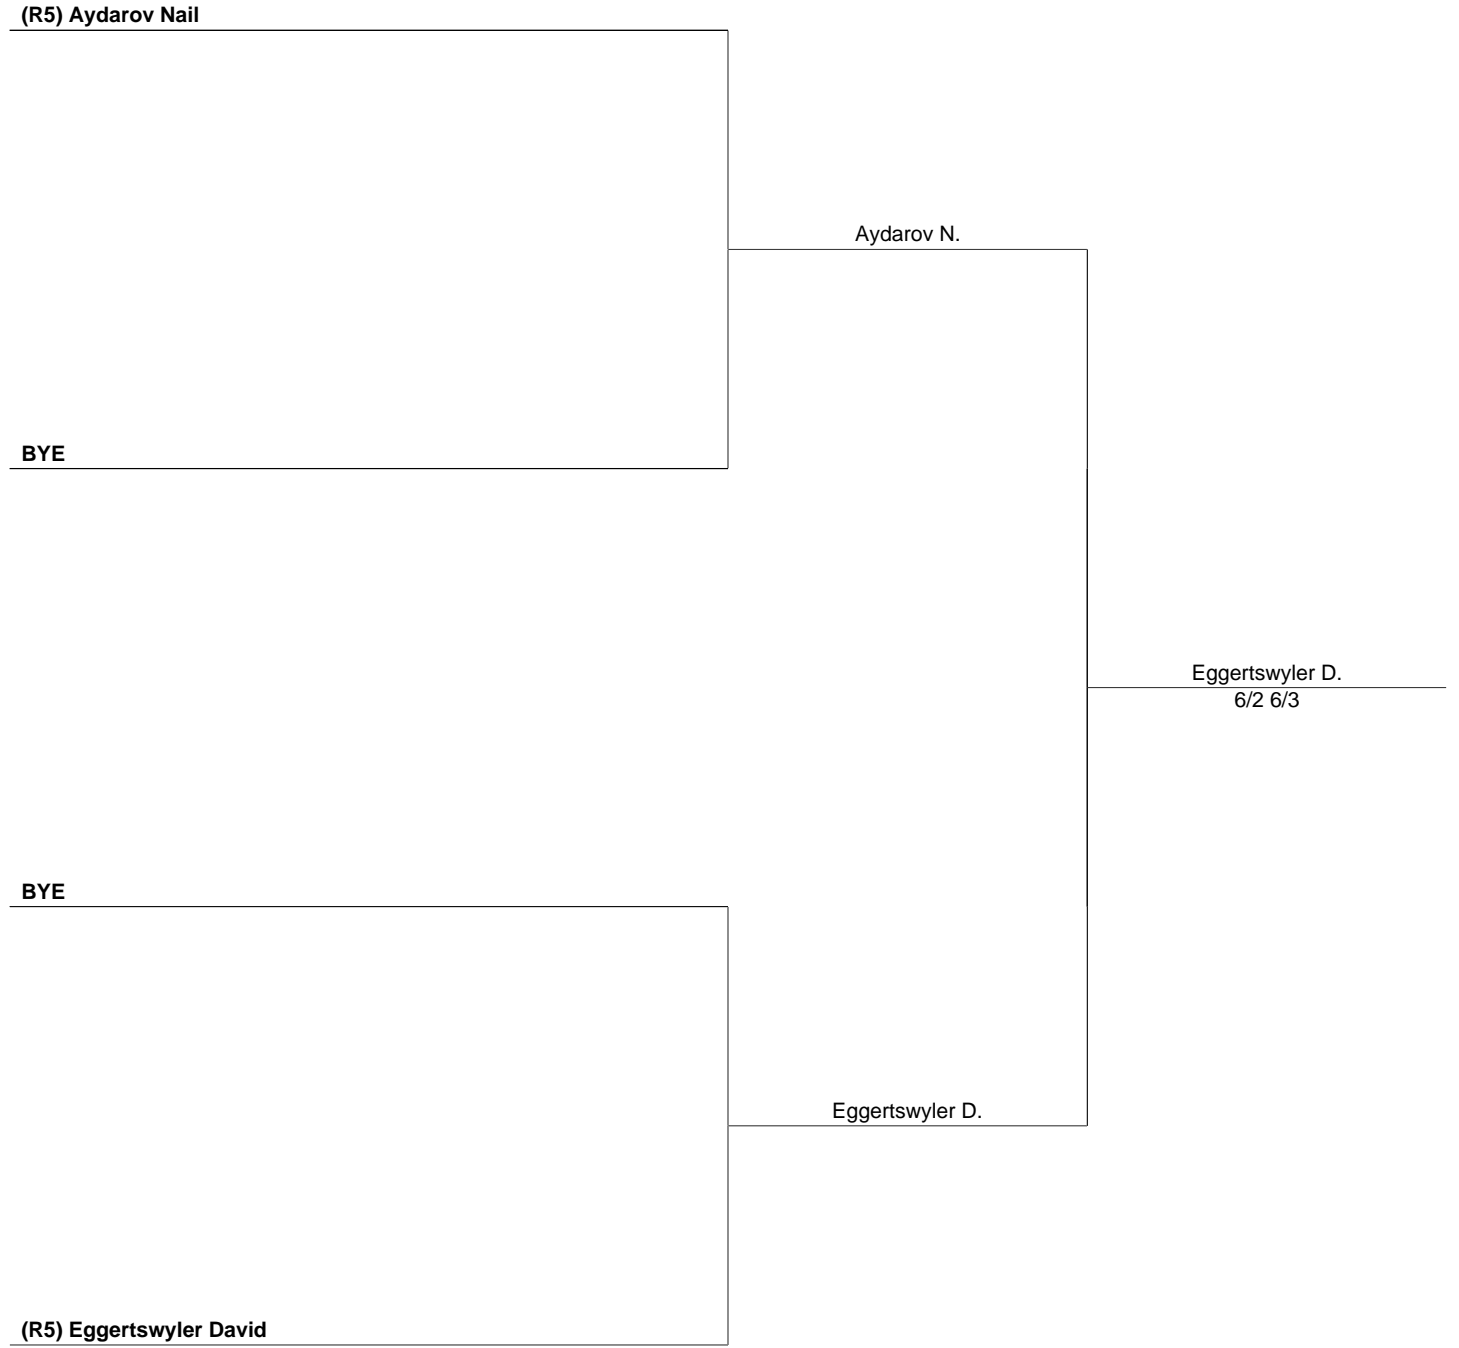 (R5) Aydarov Nail
Aydarov N.
BYE
Eggertswyler D.
6/2 6/3
BYE
Eggertswyler D.
(R5) Eggertswyler David